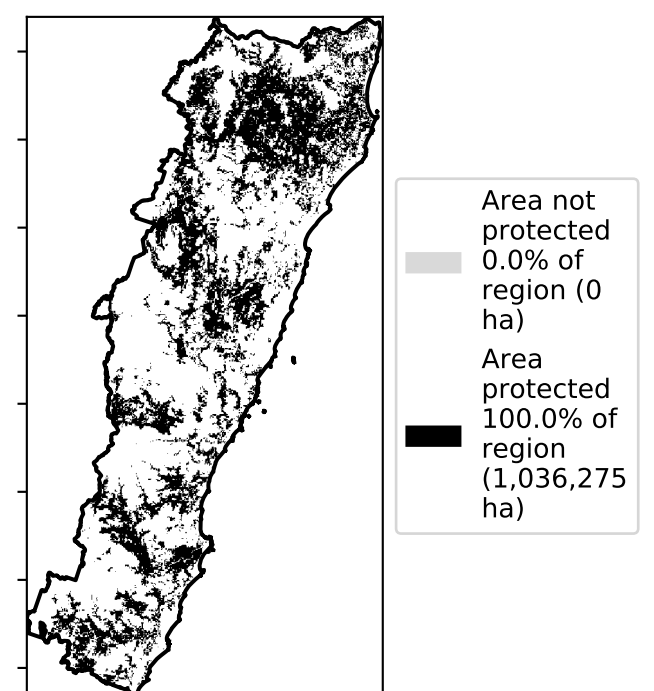 Area not
protected
0.0% of
region (0
ha)
Area
protected
100.0% of
region
(1,036,275
ha)